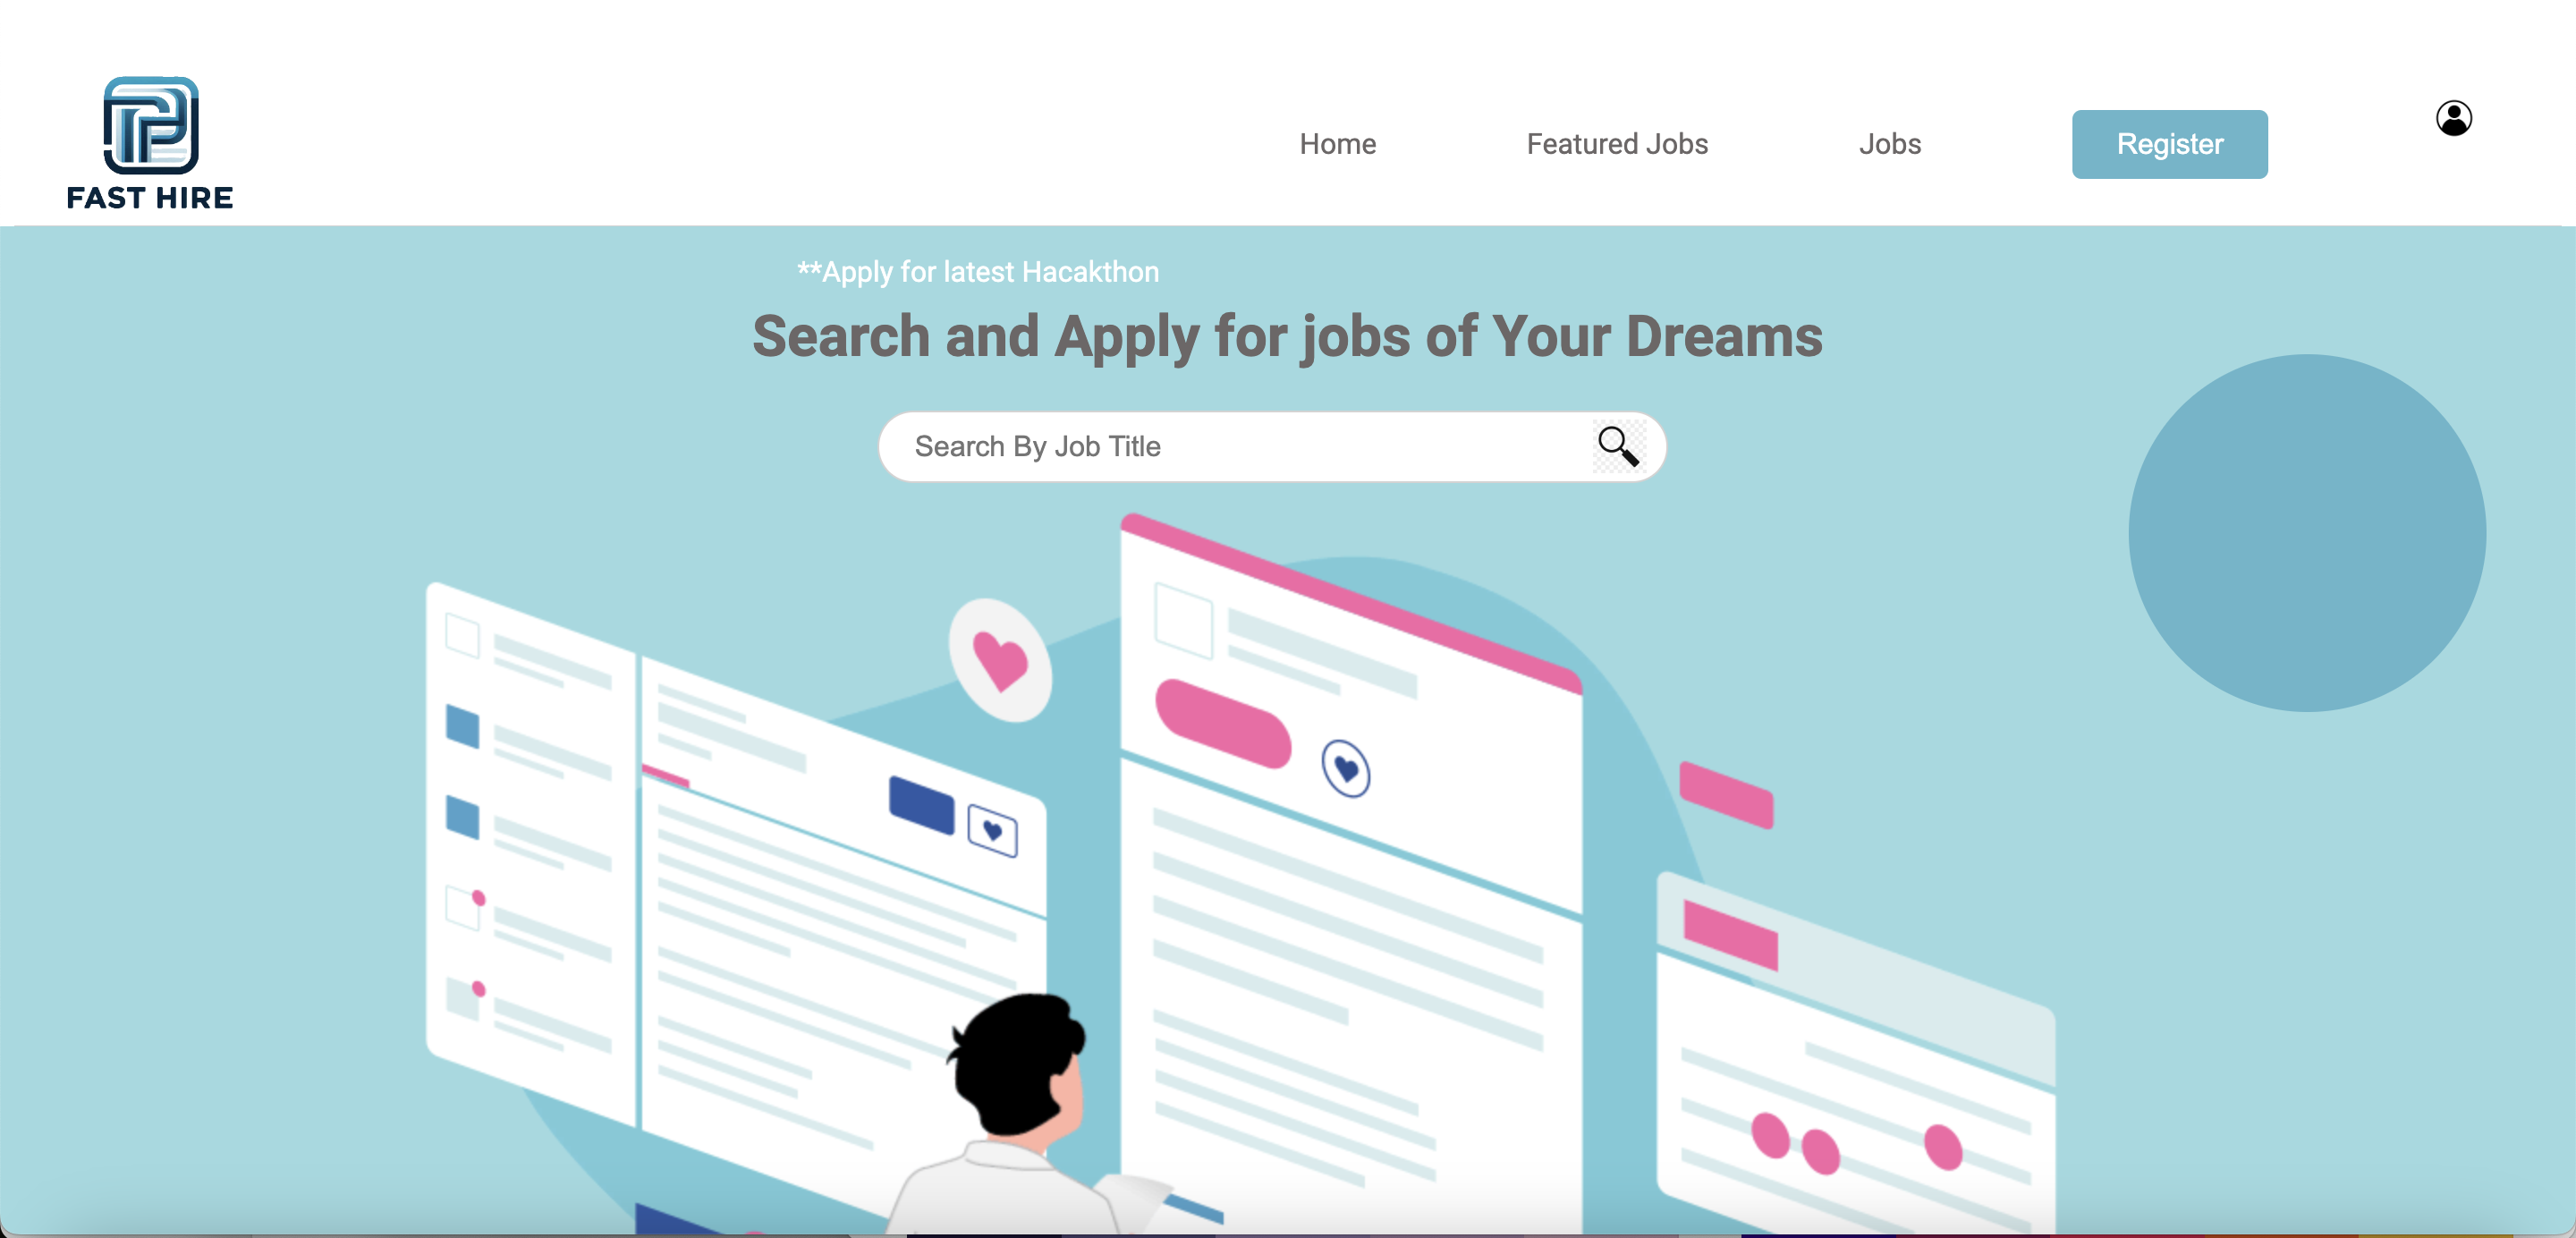 FAST HIRE
Home
Featured Jobs
Jobs
Register
**Apply for latest Hacakthon
Search and Apply for jobs of Your Dreams
Search By Job Title